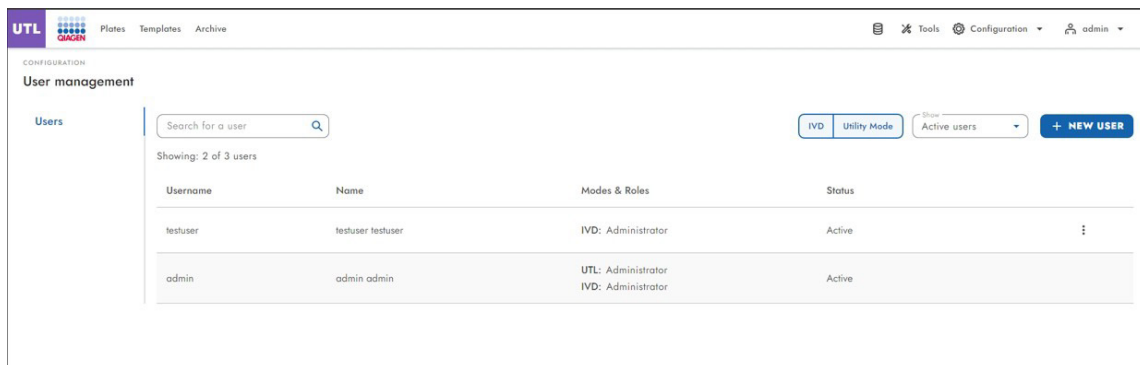 UTL QIAGEN Plates Templates Archive Tools Configuration admin
CONFIGURATION
User management
Users
Search for a user IVD Utility Mode Show Active users + NEW USER
Showing: 2 of 3 users
Username Name Modes & Roles Status
testuser testuser testuser IVD: Administrator Active
admin admin admin UTL: Administrator Active
IVD: Administrator